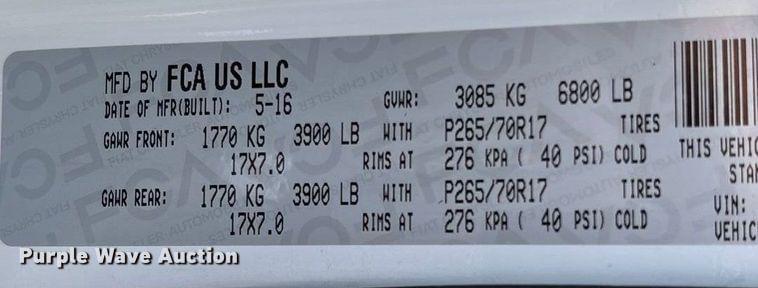 MFD BY FCA US LLC
DATE OF MFR(BUILT): 5-16 GVWR: 3085 KG 6800 LB
GAWR FRONT: 1770 KG 3900 LB WITH P265/70R17 TIRES
17X7.0 RIMS AT 276 KPA ( 40 PSI) COLD
GAWR REAR: 1770 KG 3900 LB WITH P265/70R17 TIRES
17X7.0 RIMS AT 276 KPA ( 40 PSI) COLD
THIS VEHIC
STAN
VIN:
VEHIC
Purple Wave Auction